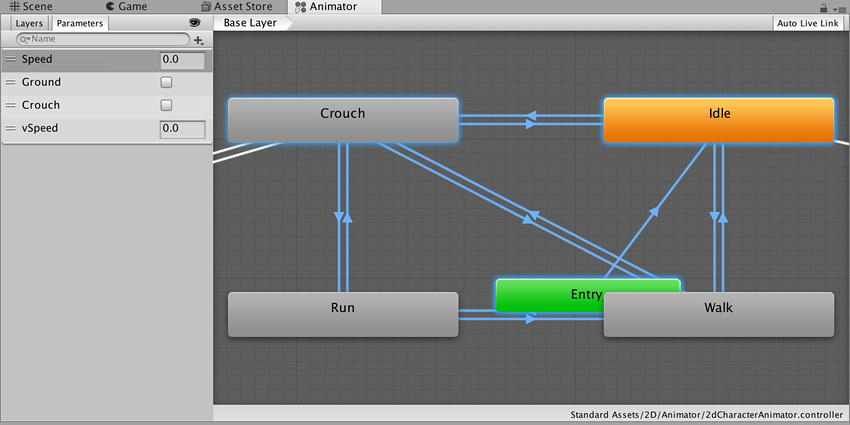 Scene Game Asset Store Animator
Layers Parameters Base Layer Auto Live Link
Name
Speed 0.0
Ground
Crouch
vSpeed 0.0
Crouch Idle
Entry
Run Walk
Standard Assets/2D/Animator/2dCharacterAnimator.controller